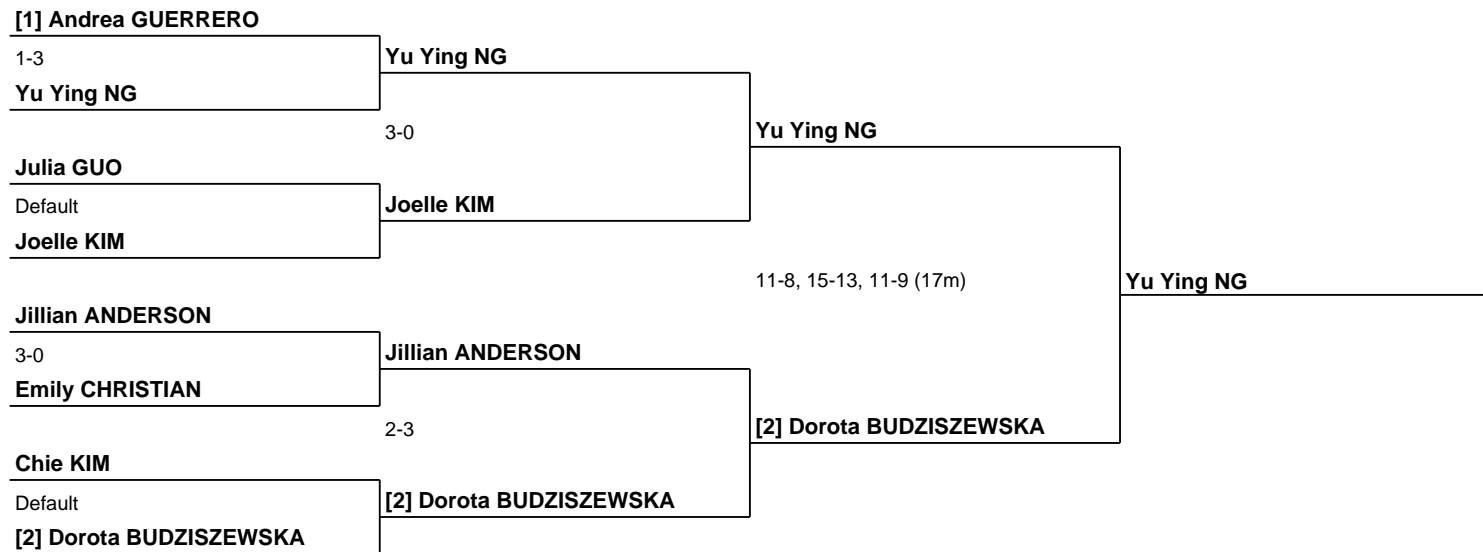 [1] Andrea GUERRERO
1-3
Yu Ying NG
Yu Ying NG
3-0
Yu Ying NG
Julia GUO
Default
Joelle KIM
Joelle KIM
11-8, 15-13, 11-9 (17m)
Yu Ying NG
Jillian ANDERSON
3-0
Jillian ANDERSON
Emily CHRISTIAN
2-3
[2] Dorota BUDZISZEWSKA
Chie KIM
Default
[2] Dorota BUDZISZEWSKA
[2] Dorota BUDZISZEWSKA